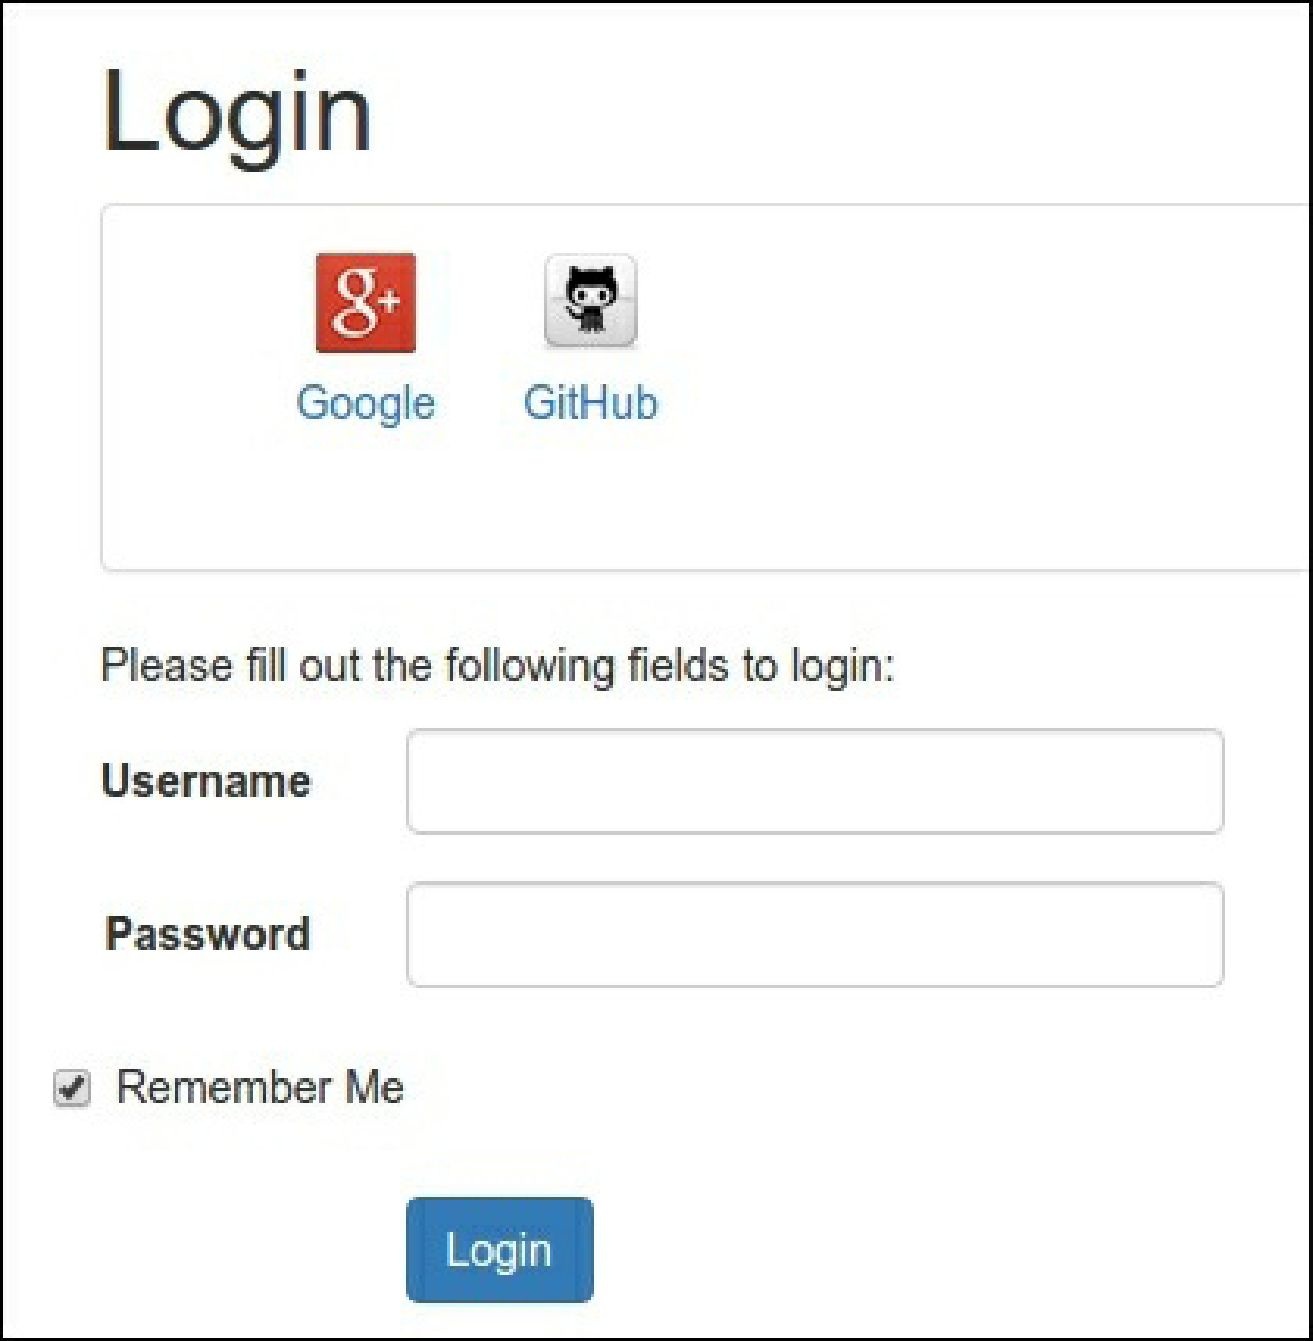 Login
g+
Google GitHub
Please fill out the following fields to login:
Username
Password
Remember Me
Login